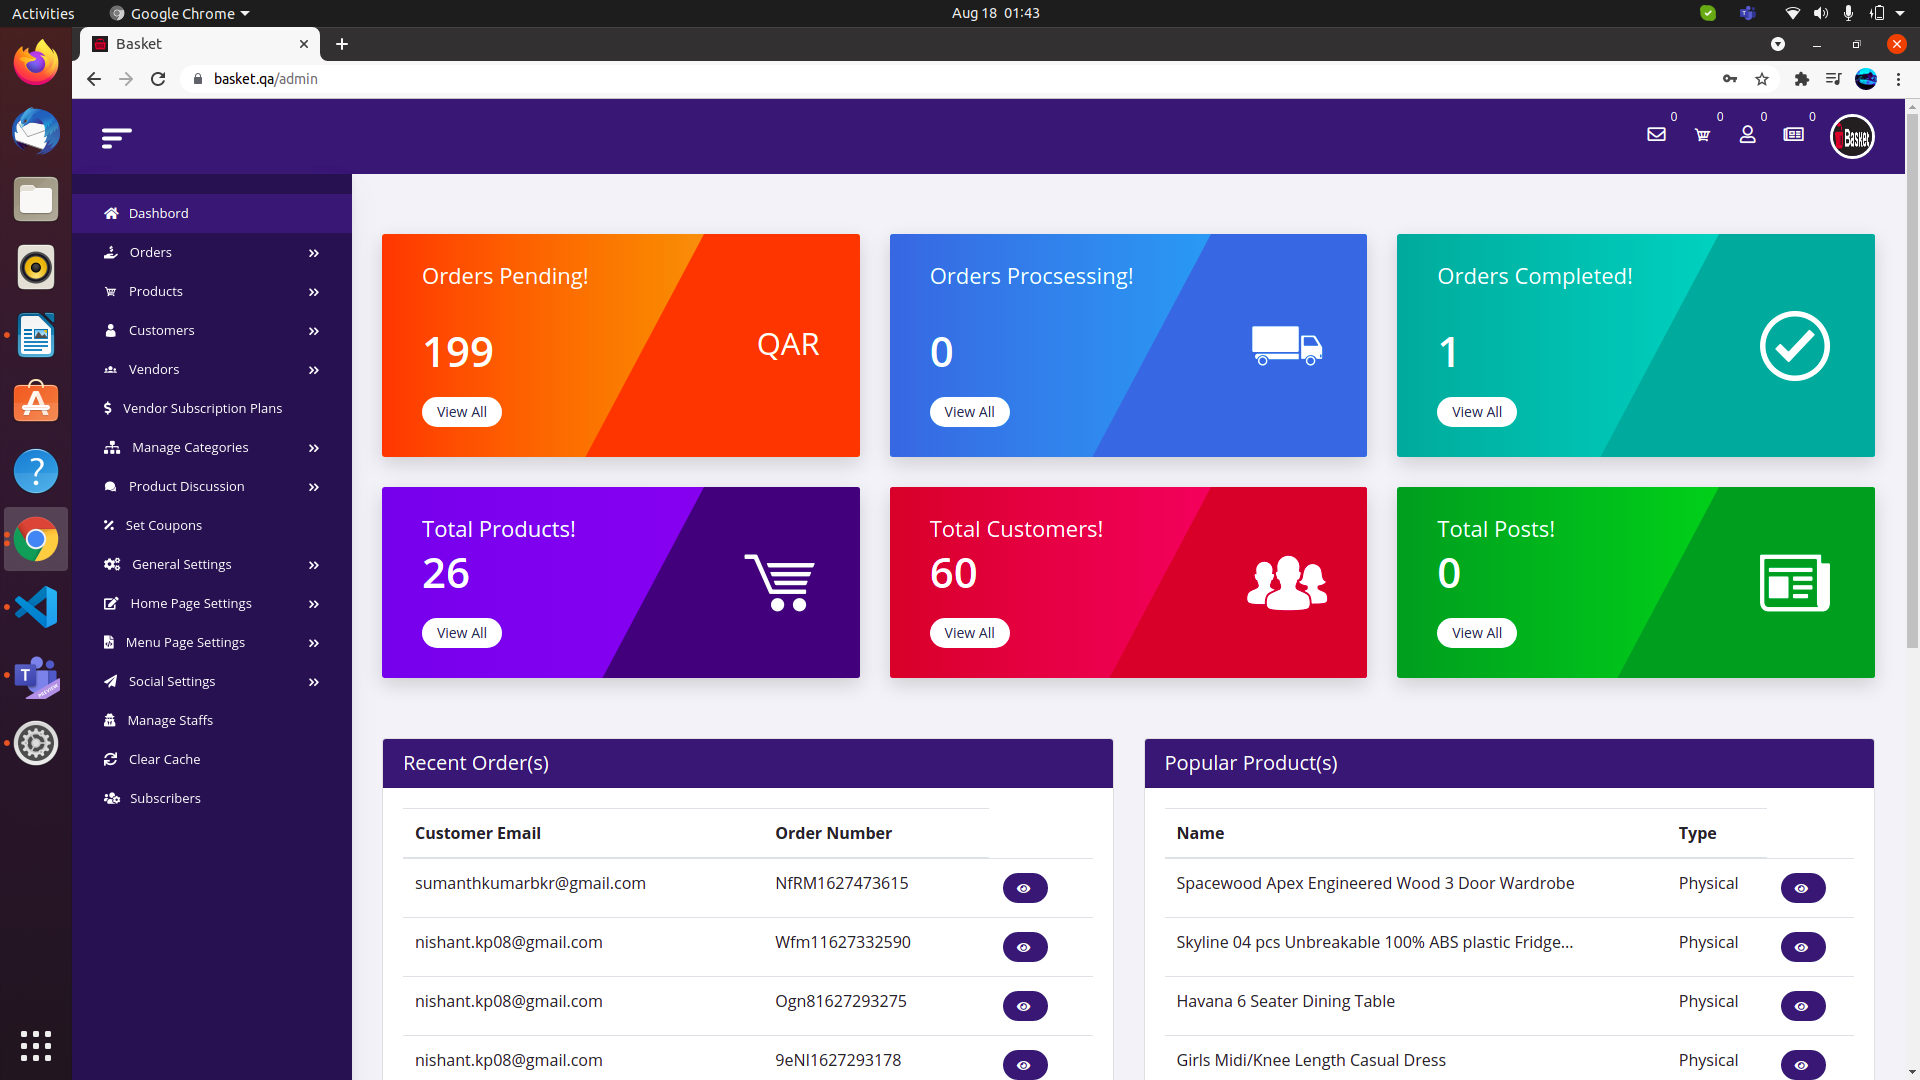 Activities
Google Chrome
Aug 18 01:43
Basket
basket.qa/admin
0 0 0 0
Basket
Dashbord
Orders
Products
Customers
Vendors
Vendor Subscription Plans
Manage Categories
Product Discussion
Set Coupons
General Settings
Home Page Settings
Menu Page Settings
Social Settings
Manage Staffs
Clear Cache
Subscribers
Orders Pending!
199
QAR
View All
Orders Procsessing!
0
View All
Orders Completed!
1
View All
Total Products!
26
View All
Total Customers!
60
View All
Total Posts!
0
View All
Recent Order(s)
Customer Email Order Number
sumanthkumarbkr@gmail.com NfRM1627473615
nishant.kp08@gmail.com Wfm11627332590
nishant.kp08@gmail.com Ogn81627293275
nishant.kp08@gmail.com 9eNI1627293178
Popular Product(s)
Name Type
Spacewood Apex Engineered Wood 3 Door Wardrobe Physical
Skyline 04 pcs Unbreakable 100% ABS plastic Fridge... Physical
Havana 6 Seater Dining Table Physical
Girls Midi/Knee Length Casual Dress Physical